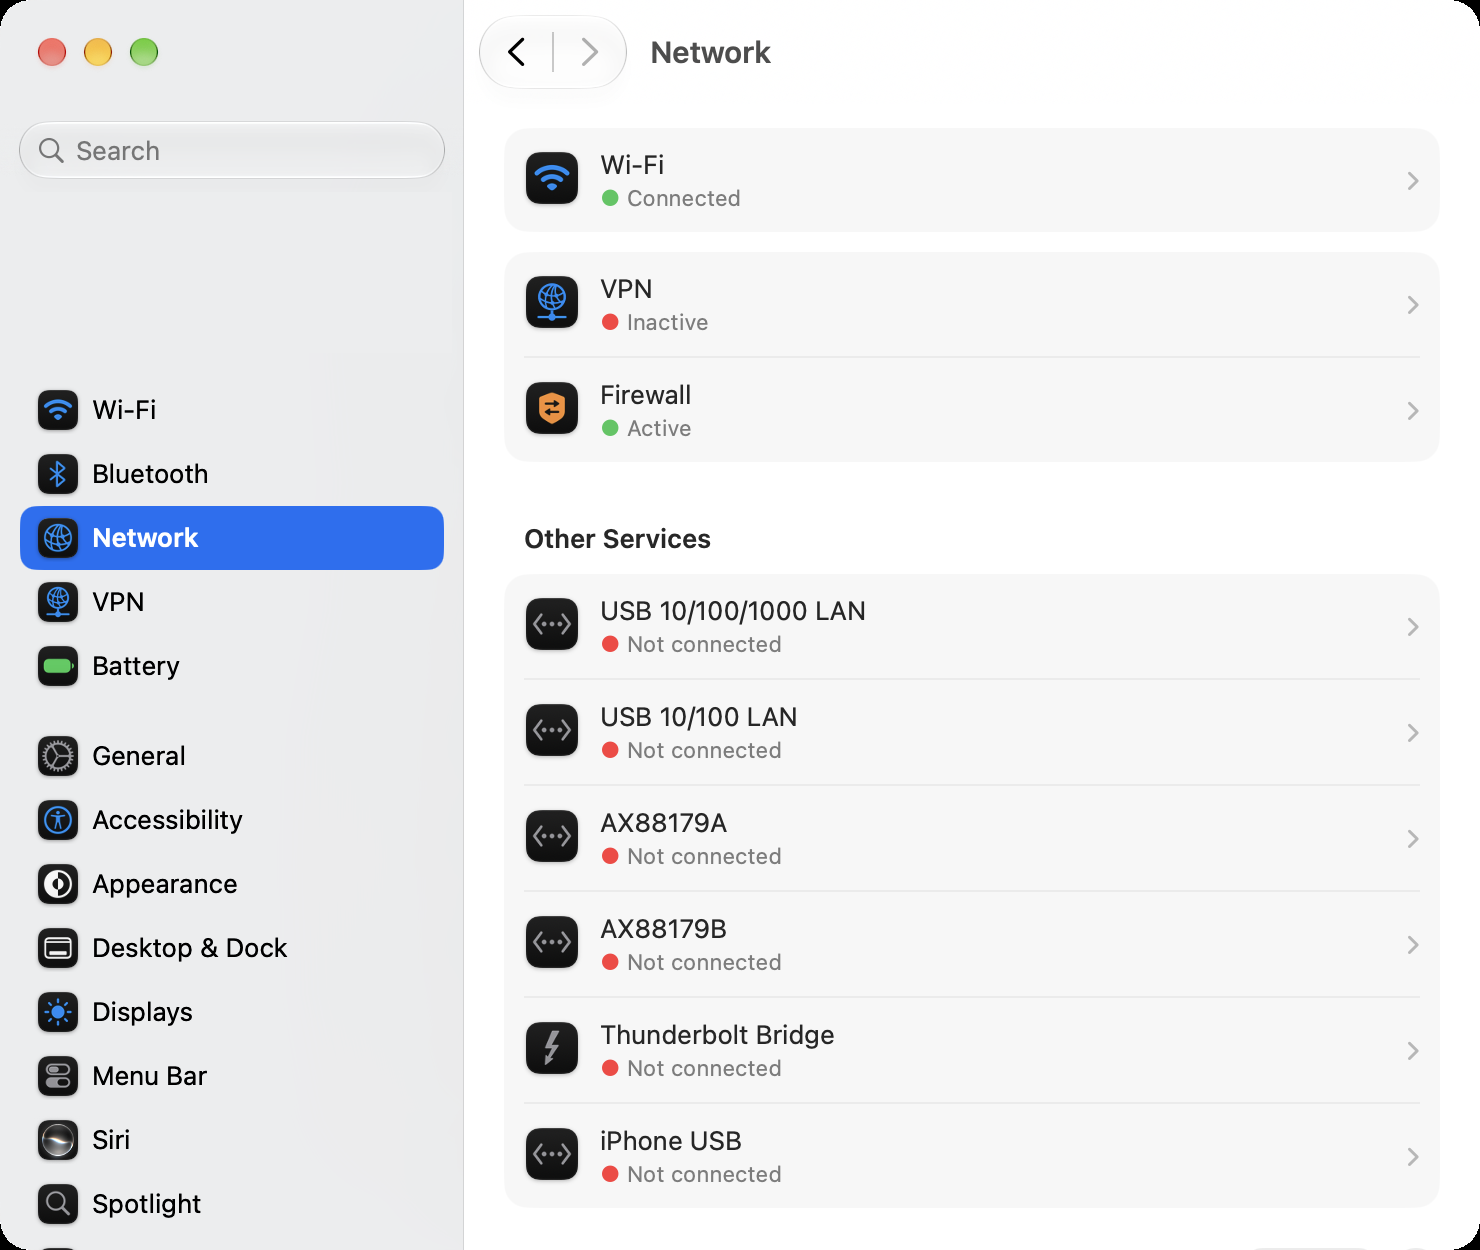 Search
Wi-Fi
Bluetooth
Network
VPN
Battery
General
Accessibility
Appearance
Desktop & Dock
Displays
Menu Bar
Siri
Spotlight
Network
Wi-Fi
Connected
VPN
Inactive
Firewall
Active
Other Services
USB 10/100/1000 LAN
Not connected
USB 10/100 LAN
Not connected
AX88179A
Not connected
AX88179B
Not connected
Thunderbolt Bridge
Not connected
iPhone USB
Not connected